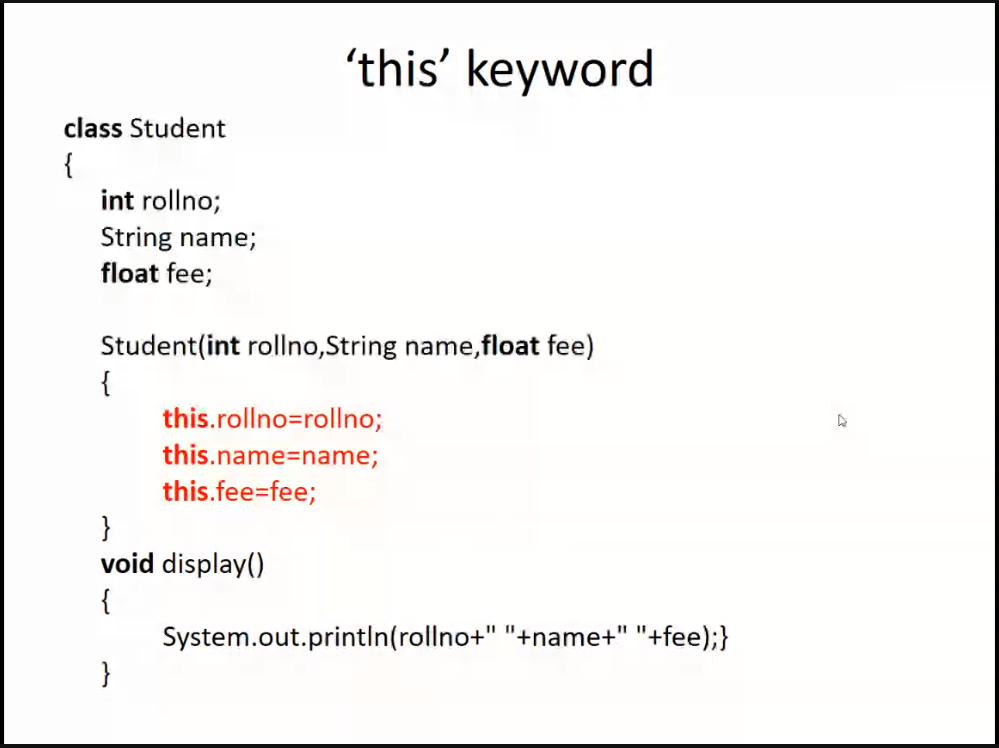 ‘this’ keyword
class Student
{
int rollno;
String name;
float fee;
Student(int rollno,String name,float fee)
{
this.rollno=rollno;
this.name=name;
this.fee=fee;
}
void display()
{
System.out.println(rollno+" "+name+" "+fee);}
}